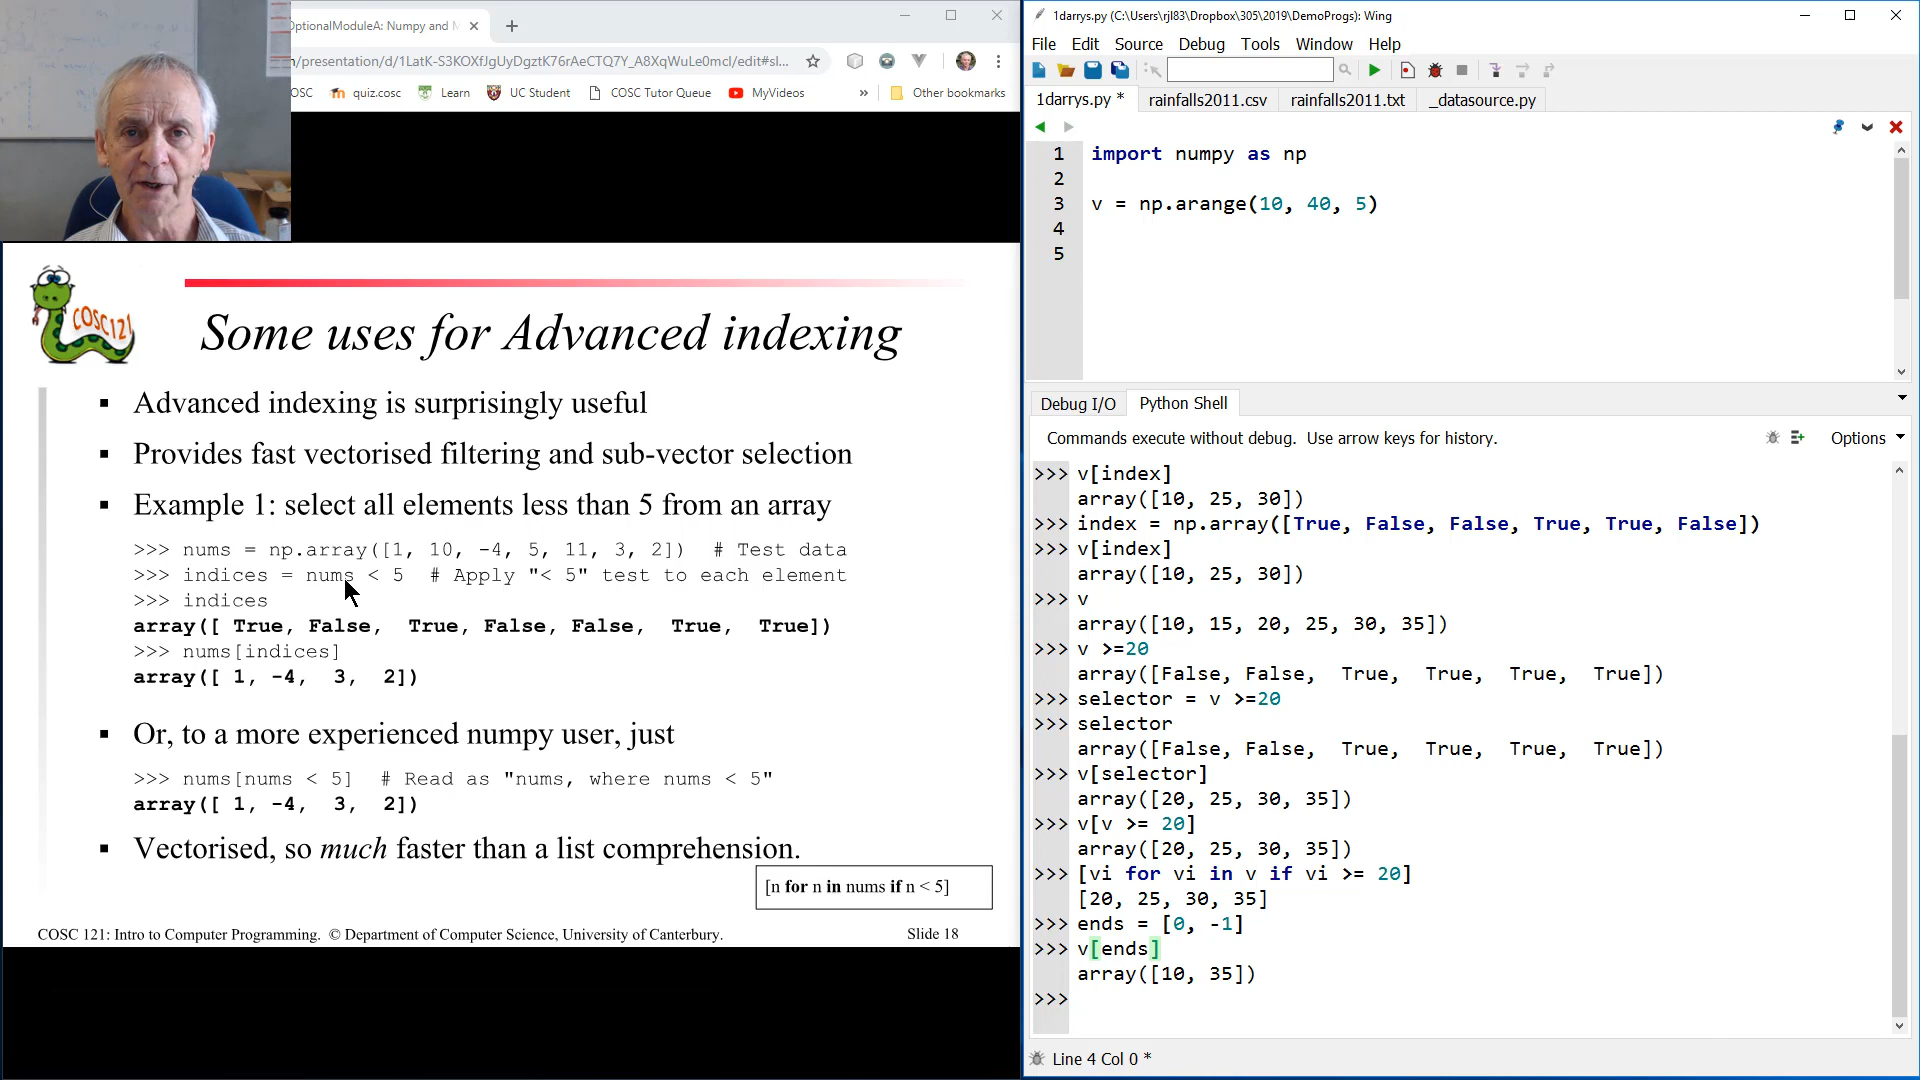 OptionalModuleA: Numpy and M
n/presentation/d/1LatK-S3KOXfJgUyDgztK76rAeCTQ7Y_A8XqWuLe0mcI/edit#sl...
OSC quiz.cosc Learn UC Student COSC Tutor Queue MyVideos » Other bookmarks
COSC121
Some uses for Advanced indexing
▪ Advanced indexing is surprisingly useful
▪ Provides fast vectorised filtering and sub-vector selection
▪ Example 1: select all elements less than 5 from an array
>>> nums = np.array([1, 10, -4, 5, 11, 3, 2]) # Test data
>>> indices = nums < 5 # Apply "< 5" test to each element
>>> indices
array([ True, False, True, False, False, True, True])
>>> nums[indices]
array([ 1, -4, 3, 2])
▪ Or, to a more experienced numpy user, just
>>> nums[nums < 5] # Read as "nums, where nums < 5"
array([ 1, -4, 3, 2])
▪ Vectorised, so much faster than a list comprehension.
[n for n in nums if n < 5]
COSC 121: Intro to Computer Programming. © Department of Computer Science, University of Canterbury. Slide 18
1darrys.py (C:\Users\rjl83\Dropbox\305\2019\DemoProgs): Wing
File Edit Source Debug Tools Window Help
1darrys.py * rainfalls2011.csv rainfalls2011.txt _datasource.py
1 import numpy as np
2
3 v = np.arange(10, 40, 5)
4
5
Debug I/O Python Shell
Commands execute without debug. Use arrow keys for history. Options
>>> v[index]
array([10, 25, 30])
>>> index = np.array([True, False, False, True, True, False])
>>> v[index]
array([10, 25, 30])
>>> v
array([10, 15, 20, 25, 30, 35])
>>> v >=20
array([False, False, True, True, True, True])
>>> selector = v >=20
>>> selector
array([False, False, True, True, True, True])
>>> v[selector]
array([20, 25, 30, 35])
>>> v[v >= 20]
array([20, 25, 30, 35])
>>> [vi for vi in v if vi >= 20]
[20, 25, 30, 35]
>>> ends = [0, -1]
>>> v[ends]
array([10, 35])
>>>
Line 4 Col 0 *